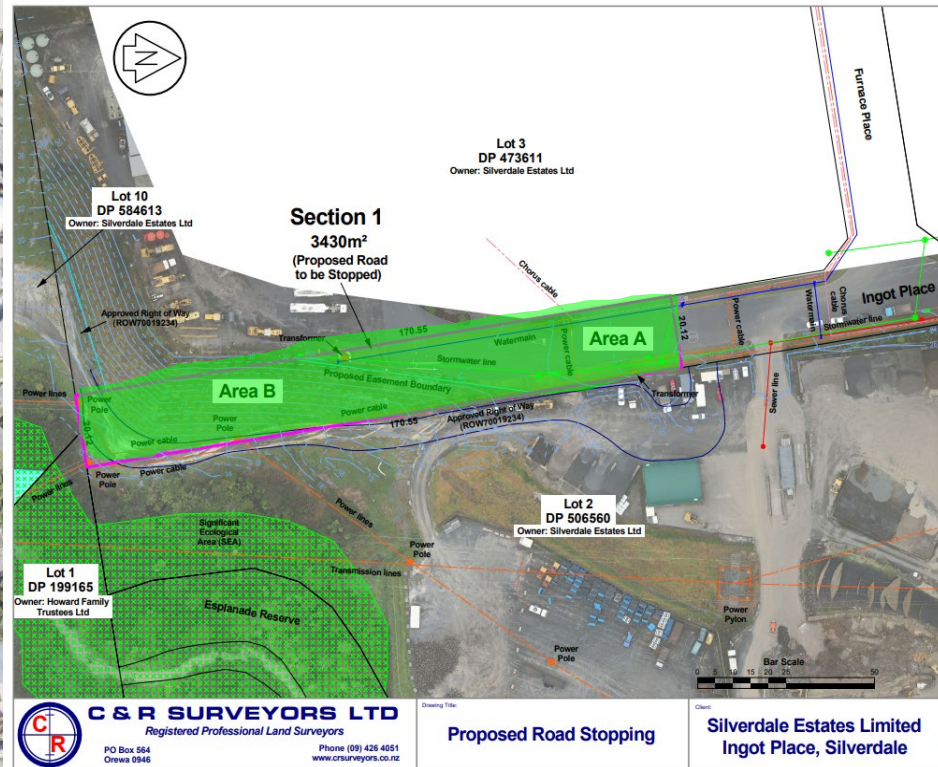 N
Furnace Place
Lot 3
DP 473611
Owner: Silverdale Estates Ltd
Lot 10
DP 584613
Owner: Silverdale Estates Ltd
Section 1
3430m²
(Proposed Road
to be Stopped)
Chorus cable
Ingot Place
Approved Right of Way
(ROW70019234)
Transformer
170.55
Watermain
Stormwater line
Power cable
Area A
20.12
Power cable
Watermain
Chorus
cable
Stormwater line
Proposed Easement Boundary
Area B
Power lines
Power
Pole
20.12
Power cable
Power
Pole
Power cable
170.55
Approved Right of Way
(ROW70019234)
Transformer
Sewer line
Power cable
Power
Pole
Power lines
Power lines
Significant
Ecological
Area (SEA)
Lot 2
DP 506560
Owner: Silverdale Estates Ltd
Power
Pole
Transmission lines
Lot 1
DP 199165
Owner: Howard Family
Trustees Ltd
Esplanade Reserve
Power
Pylon
Power
Pole
Bar Scale
0 5 10 15 20 25 50
C R
C & R SURVEYORS LTD
Registered Professional Land Surveyors
PO Box 564
Orewa 0946
Phone (09) 426 4051
www.crsurveyors.co.nz
Drawing Title:
Proposed Road Stopping
Client:
Silverdale Estates Limited
Ingot Place, Silverdale